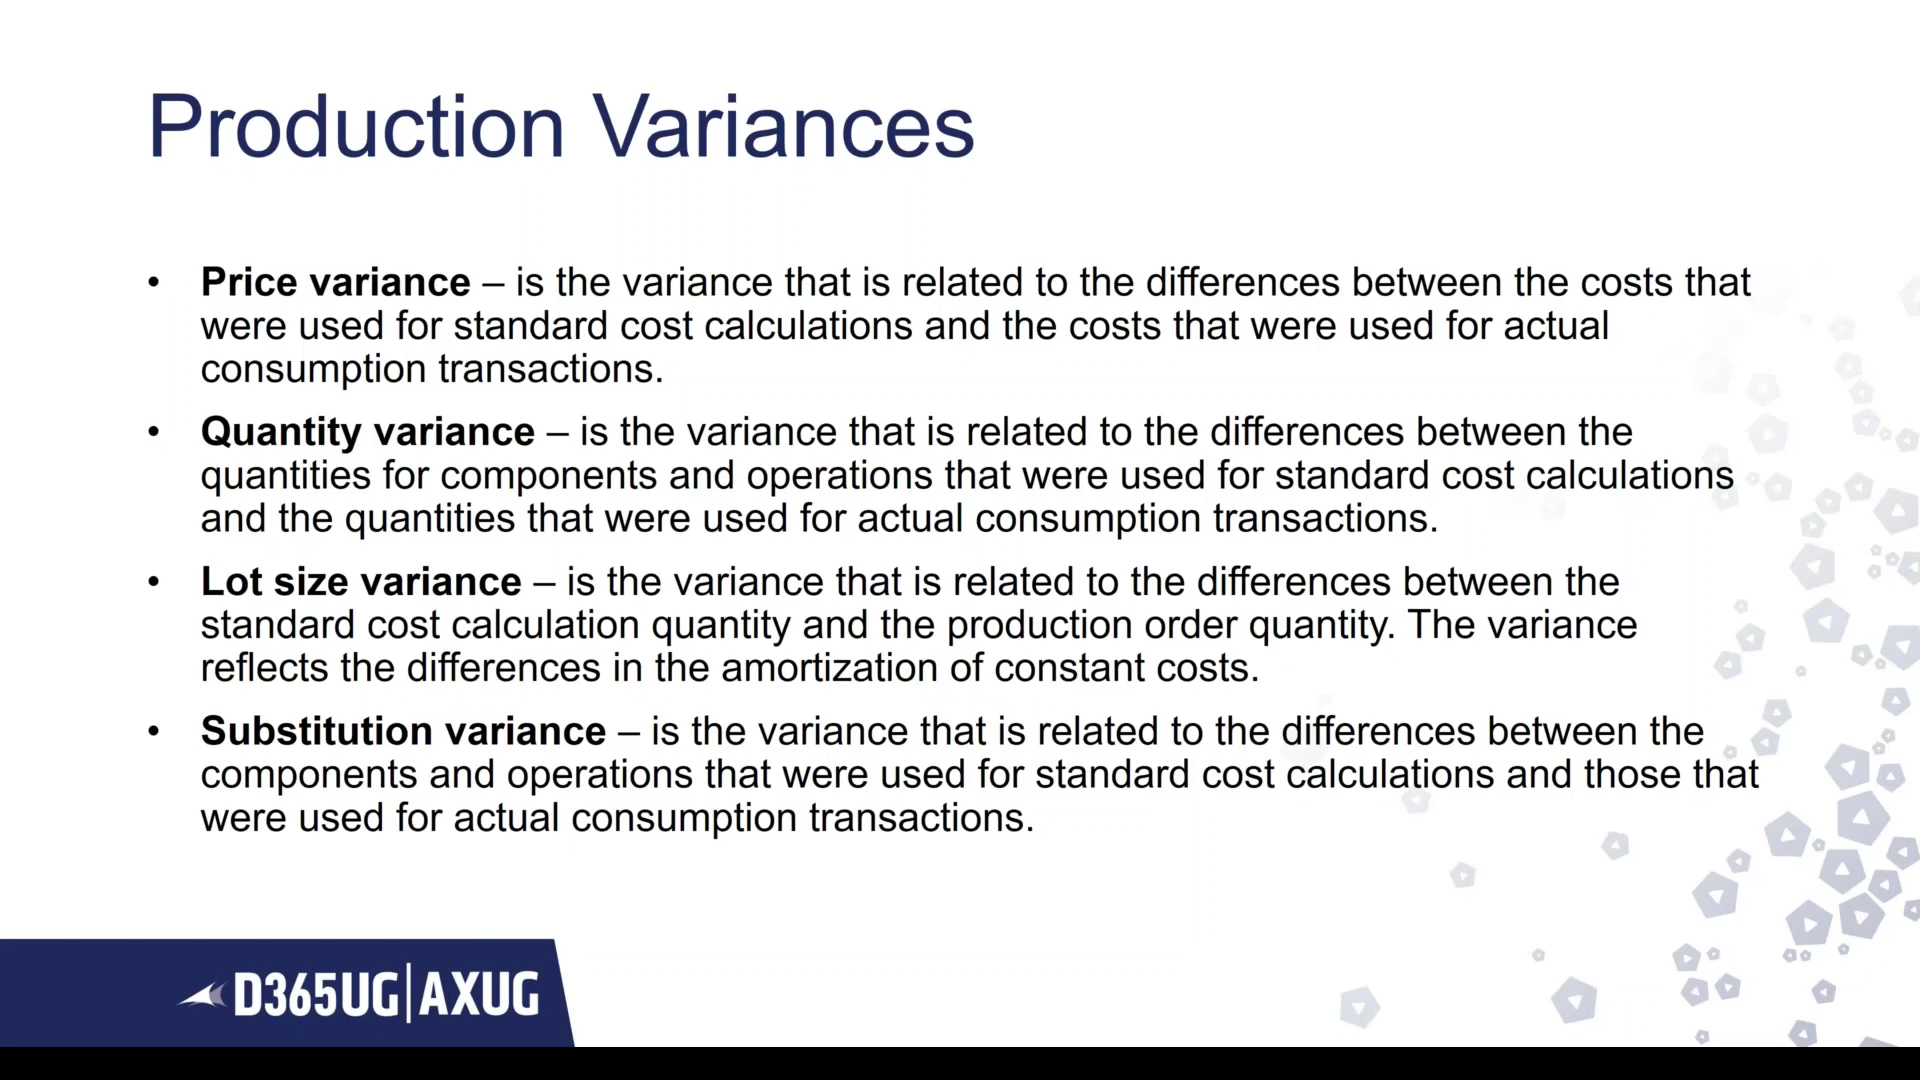 Production Variances
• Price variance – is the variance that is related to the differences between the costs that
were used for standard cost calculations and the costs that were used for actual
consumption transactions.
• Quantity variance – is the variance that is related to the differences between the
quantities for components and operations that were used for standard cost calculations
and the quantities that were used for actual consumption transactions.
• Lot size variance – is the variance that is related to the differences between the
standard cost calculation quantity and the production order quantity. The variance
reflects the differences in the amortization of constant costs.
• Substitution variance – is the variance that is related to the differences between the
components and operations that were used for standard cost calculations and those that
were used for actual consumption transactions.
D365UG|AXUG